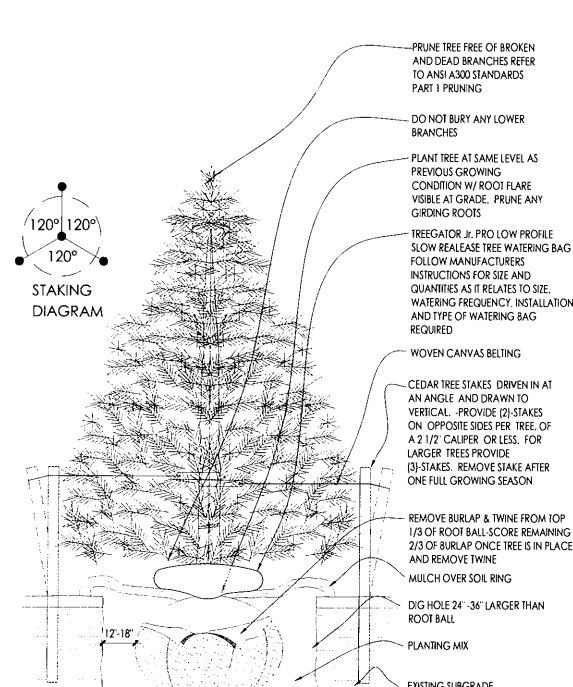 PRUNE TREE FREE OF BROKEN
AND DEAD BRANCHES REFER
TO ANSI A300 STANDARDS
PART 1 PRUNING
DO NOT BURY ANY LOWER
BRANCHES
PLANT TREE AT SAME LEVEL AS
PREVIOUS GROWING
CONDITION W/ ROOT FLARE
VISIBLE AT GRADE, PRUNE ANY
GIRDING ROOTS
TREEGATOR Jr. PRO LOW PROFILE
SLOW REALEASE TREE WATERING BAG
FOLLOW MANUFACTURERS
INSTRUCTIONS FOR SIZE AND
QUANTITIES AS IT RELATES TO SIZE,
WATERING FREQUENCY, INSTALLATION
AND TYPE OF WATERING BAG
REQUIRED
WOVEN CANVAS BELTING
CEDAR TREE STAKES DRIVEN IN AT
AN ANGLE AND DRAWN TO
VERTICAL. -PROVIDE (2)-STAKES
ON OPPOSITE SIDES PER TREE, OF
A 2 1/2" CALIPER OR LESS. FOR
LARGER TREES PROVIDE
(3)-STAKES. REMOVE STAKE AFTER
ONE FULL GROWING SEASON
REMOVE BURLAP & TWINE FROM TOP
1/3 OF ROOT BALL-SCORE REMAINING
2/3 OF BURLAP ONCE TREE IS IN PLACE
AND REMOVE TWINE
MULCH OVER SOIL RING
DIG HOLE 24"-36" LARGER THAN
ROOT BALL
PLANTING MIX
EXISTING SUBGRADE
120° 120°
120°
STAKING
DIAGRAM
12"-18"